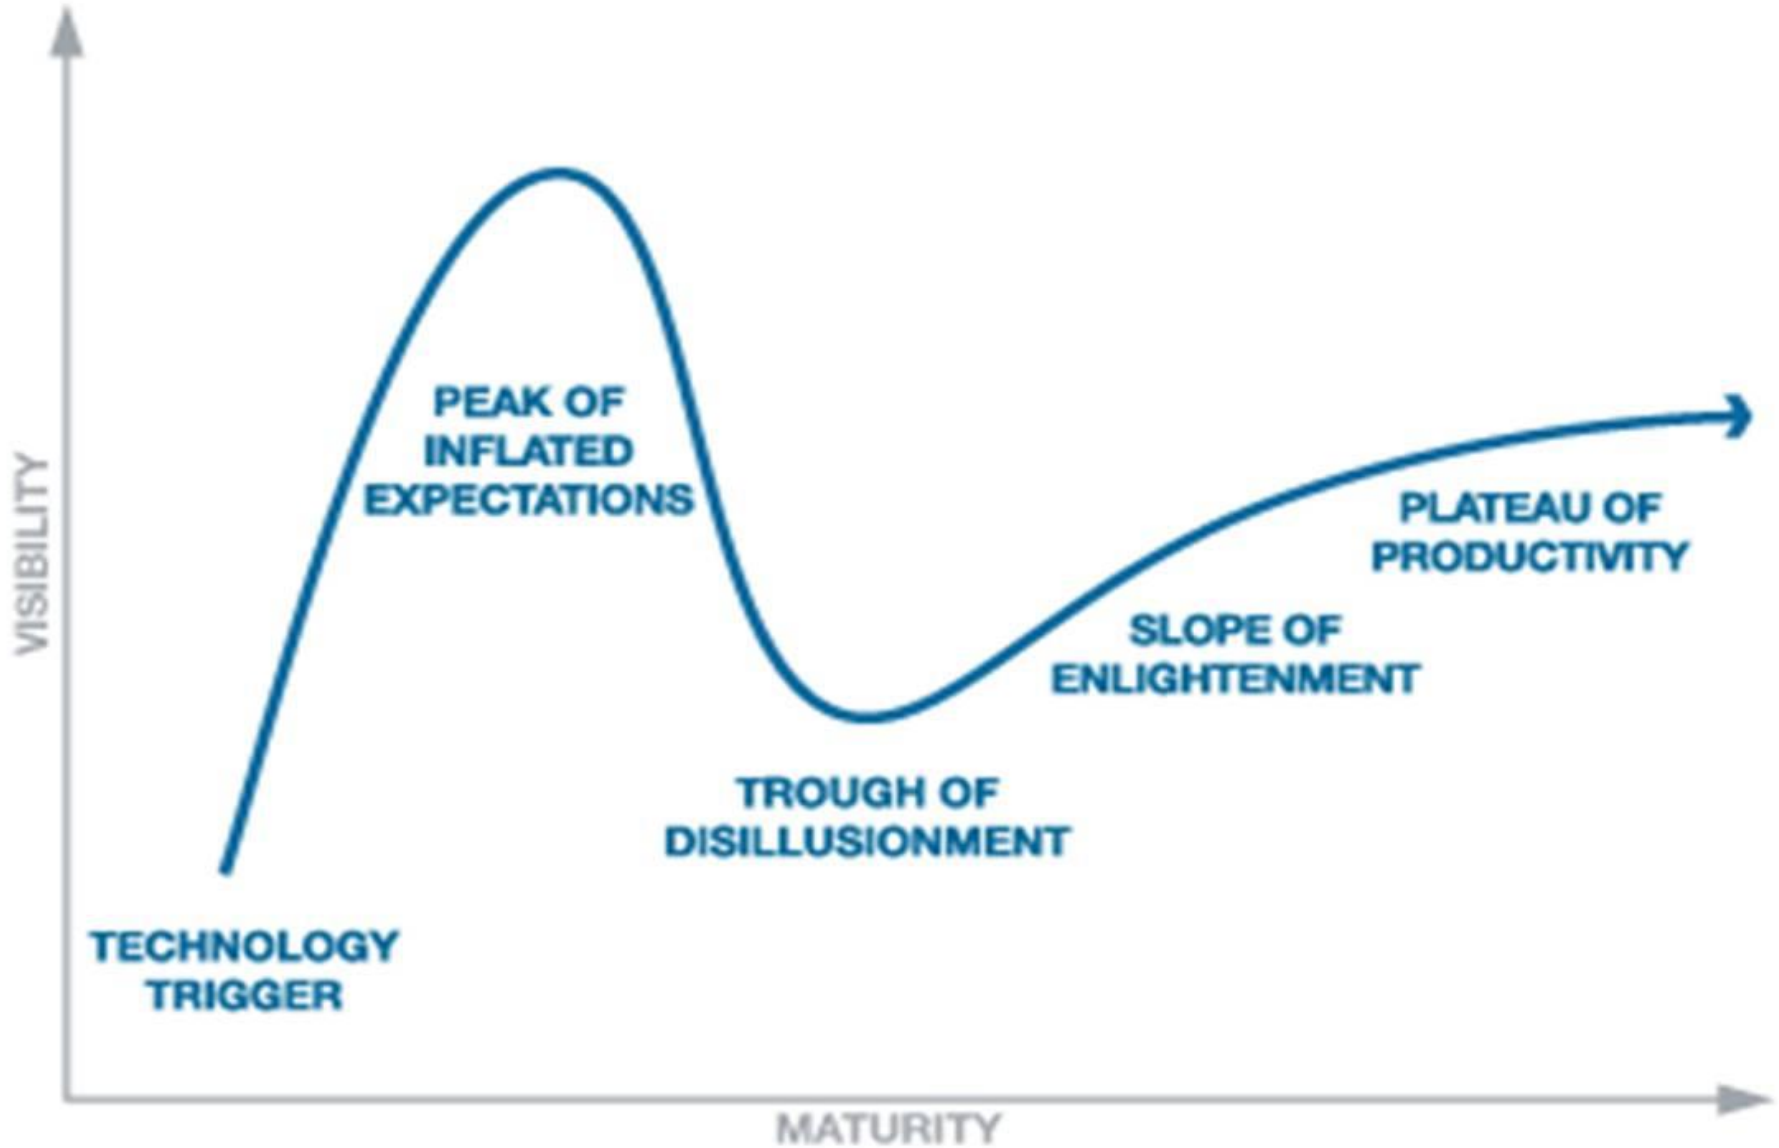 VISIBILITY
PEAK OF
INFLATED
EXPECTATIONS
PLATEAU OF
PRODUCTIVITY
SLOPE OF
ENLIGHTENMENT
TROUGH OF
DISILLUSIONMENT
TECHNOLOGY
TRIGGER
MATURITY